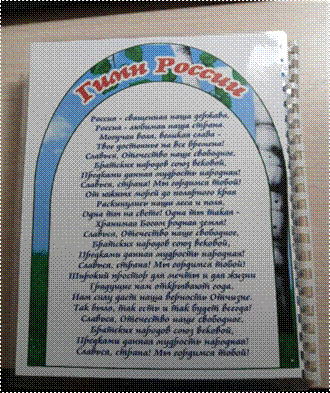 Гимн России
Россия - священная наша держава,
Россия - любимая наша страна.
Могучая воля, великая слава -
Твоё достоянье на все времена!
Славься, Отечество наше свободное,
Братских народов союз вековой,
Предками данная мудрость народная!
Славься, страна! Мы гордимся тобой!
От южних морей до полярного края
Раскинулись наши леса и поля.
Одна ты на свете! Одна ты такая -
Хранимая Богом родная земля!
Славься, Отечество наше свободное,
Братских народов союз вековой,
Предками данная мудрость народная!
Славься, страна! Мы гордимся тобой!
Широкий простор для мечты и для жизни
Грядущие нам открывают года.
Нам силу даёт наша верность Отчизне.
Так было, так есть и так будет всегда!
Славься, Отечество наше свободное,
Братских народов союз вековой,
Предками данная мудрость народная!
Славься, страна! Мы гордимся тобой!